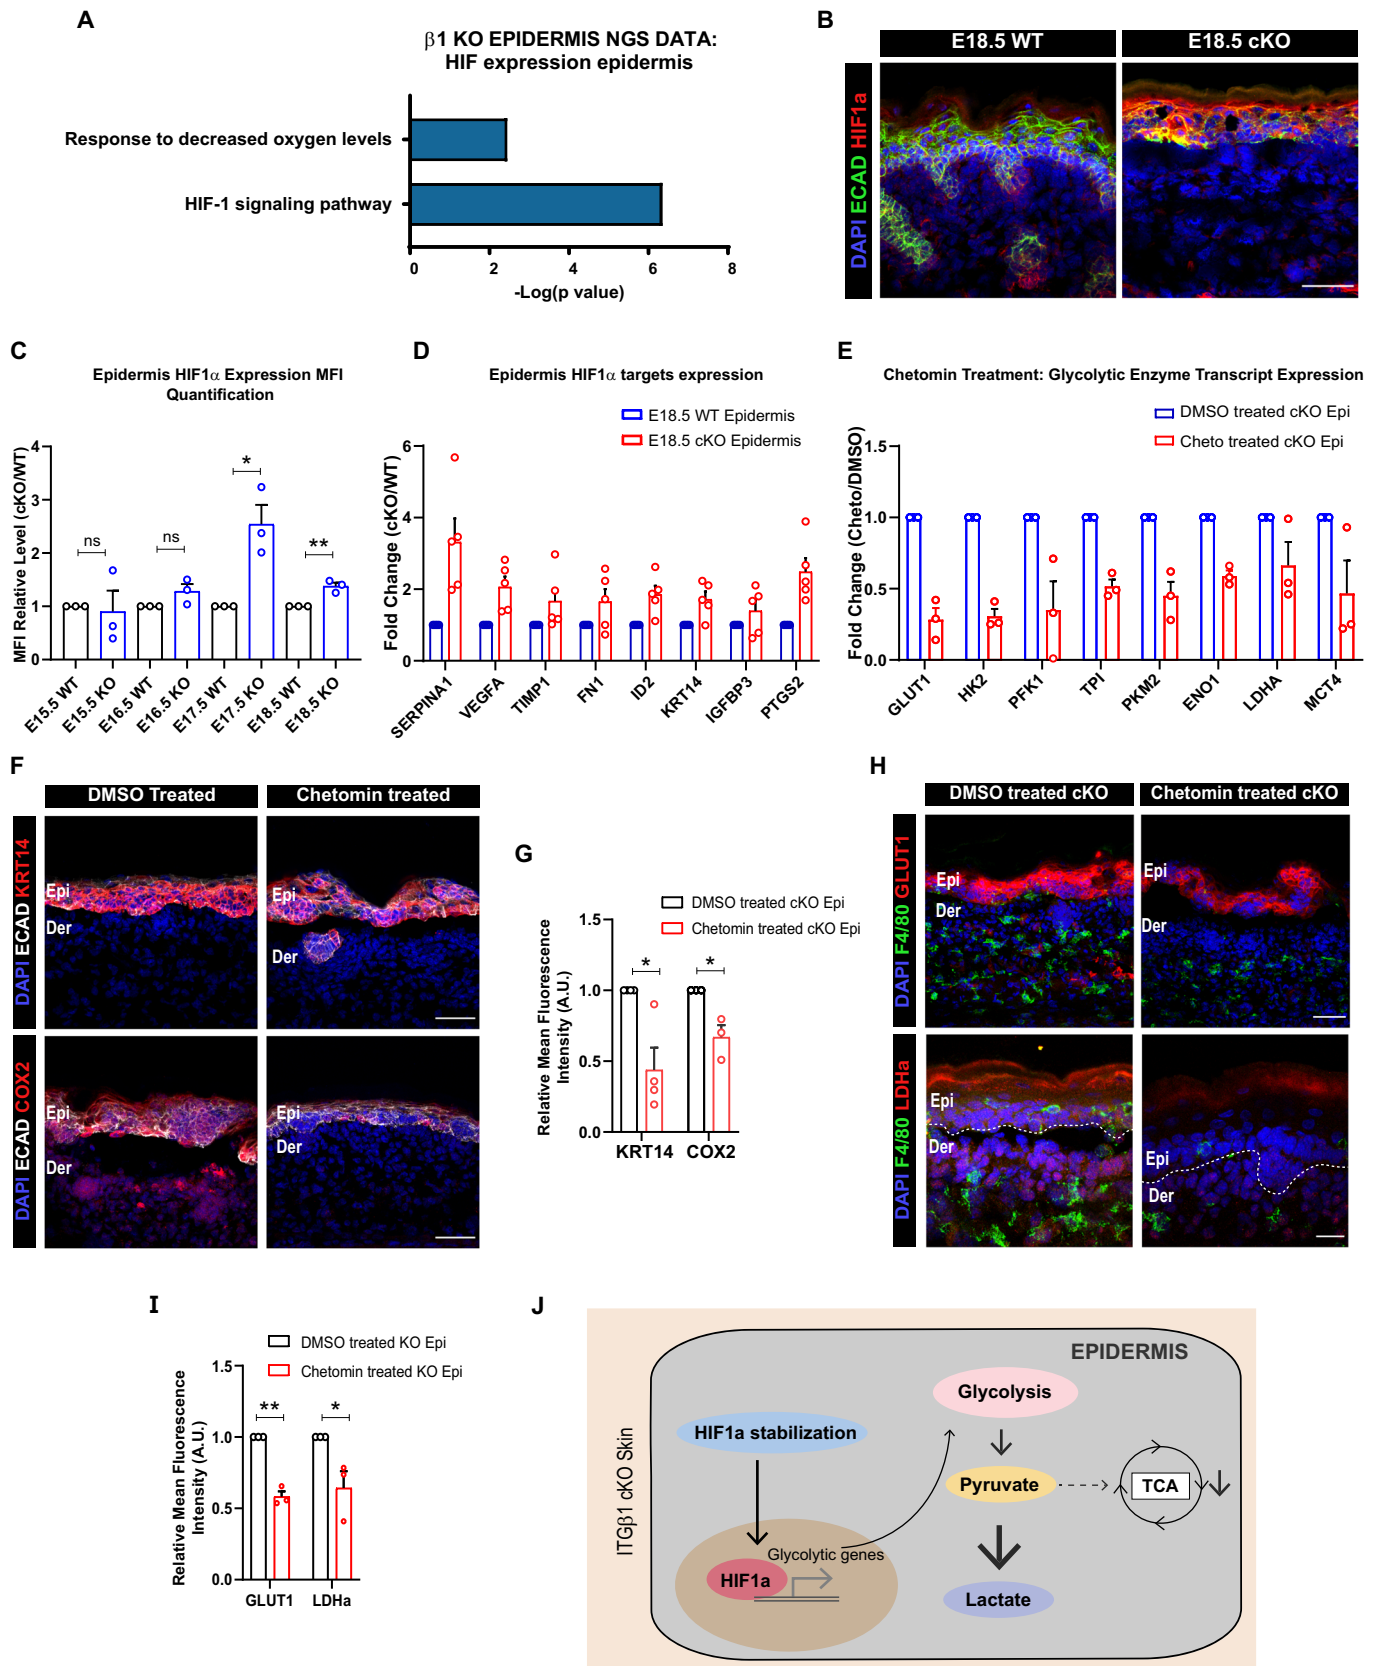 A
β1 KO EPIDERMIS NGS DATA:
HIF expression epidermis
Response to decreased oxygen levels
HIF-1 signaling pathway
0 2 4 6 8
-Log(p value)
B
E18.5 WT
E18.5 cKO
DAPI ECAD HIF1a
C
Epidermis HIF1α Expression MFI
Quantification
MFI Relative Level (cKO/WT)
4
3
2
1
0
ns
ns
*
**
E15.5 WT
E15.5 KO
E16.5 WT
E16.5 KO
E17.5 WT
E17.5 KO
E18.5 WT
E18.5 KO
D
Epidermis HIF1α targets expression
E18.5 WT Epidermis
E18.5 cKO Epidermis
Fold Change (cKO/WT)
6
4
2
0
SERPINA1
VEGFA
TIMP1
FN1
ID2
KRT14
IGFBP3
PTGS2
E
Chetomin Treatment: Glycolytic Enzyme Transcript Expression
DMSO treated cKO Epi
Cheto treated cKO Epi
Fold Change (Cheto/DMSO)
1.5
1.0
0.5
0.0
GLUT1
HK2
PFK1
TPI
PKM2
ENO1
LDHA
MCT4
F
DMSO Treated
Chetomin treated
DAPI ECAD KRT14
Epi
Der
Epi
Der
DAPI ECAD COX2
Epi
Der
Epi
Der
G
DMSO treated cKO Epi
Chetomin treated cKO Epi
Relative Mean Fluorescence
Intensity (A.U.)
1.5
1.0
0.5
0.0
*
*
KRT14 COX2
H
DMSO treated cKO
Chetomin treated cKO
DAPI F4/80 GLUT1
Epi
Der
Epi
Der
DAPI F4/80 LDHa
Epi
Der
Epi
Der
I
DMSO treated KO Epi
Chetomin treated KO Epi
Relative Mean Fluorescence
Intensity (A.U.)
1.5
1.0
0.5
0.0
**
*
GLUT1 LDHa
J
ITGβ1 cKO Skin
EPIDERMIS
Glycolysis
HIF1a stabilization
Pyruvate
TCA
Glycolytic genes
HIF1a
Lactate